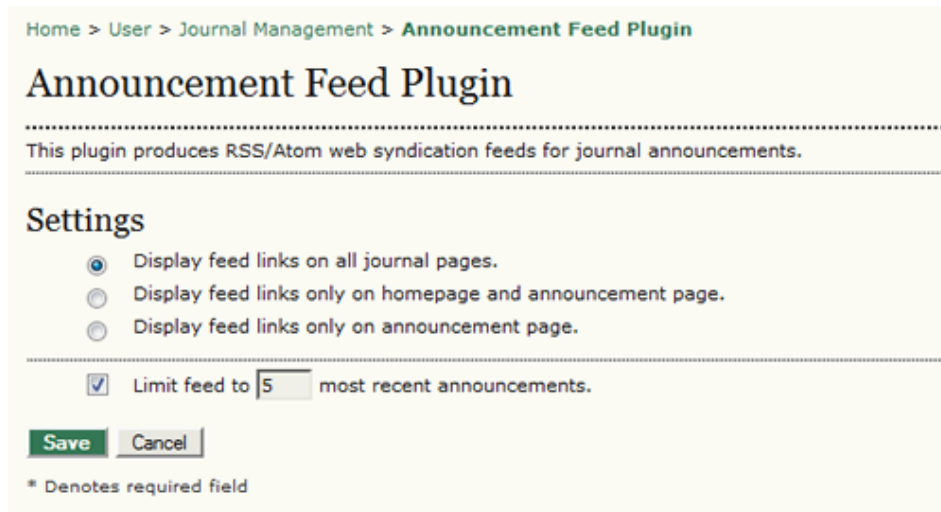 Home > User > Journal Management > Announcement Feed Plugin
Announcement Feed Plugin
This plugin produces RSS/Atom web syndication feeds for journal announcements.
Settings
Display feed links on all journal pages.
Display feed links only on homepage and announcement page.
Display feed links only on announcement page.
Limit feed to 5 most recent announcements.
Save Cancel
* Denotes required field